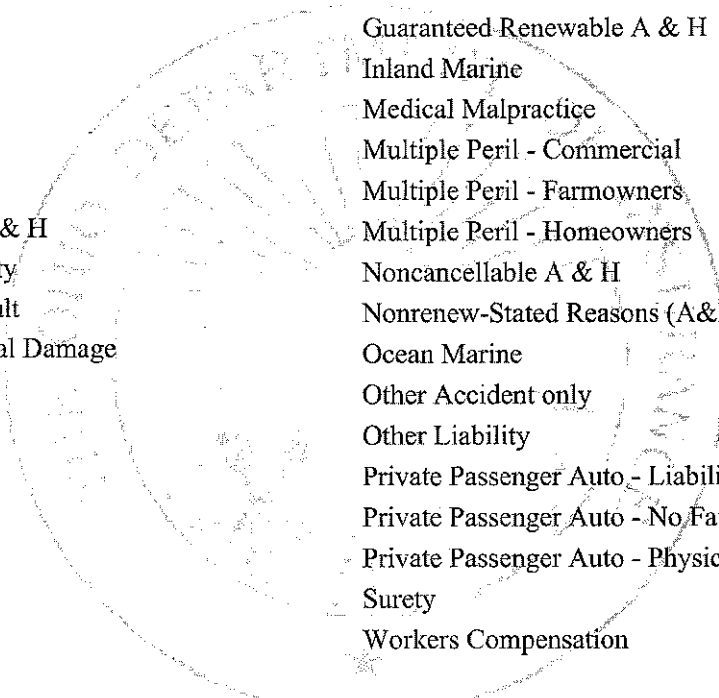 Guaranteed Renewable A & H
Inland Marine
Medical Malpractice
Multiple Peril - Commercial
Multiple Peril - Farmowners
& H Multiple Peril - Homeowners
ty Noncancellable A & H
ult Nonrenew-Stated Reasons (A&
al Damage Ocean Marine
Other Accident only
Other Liability
Private Passenger Auto - Liabili
Private Passenger Auto - No Fa
Private Passenger Auto - Physic
Surety
Workers Compensation